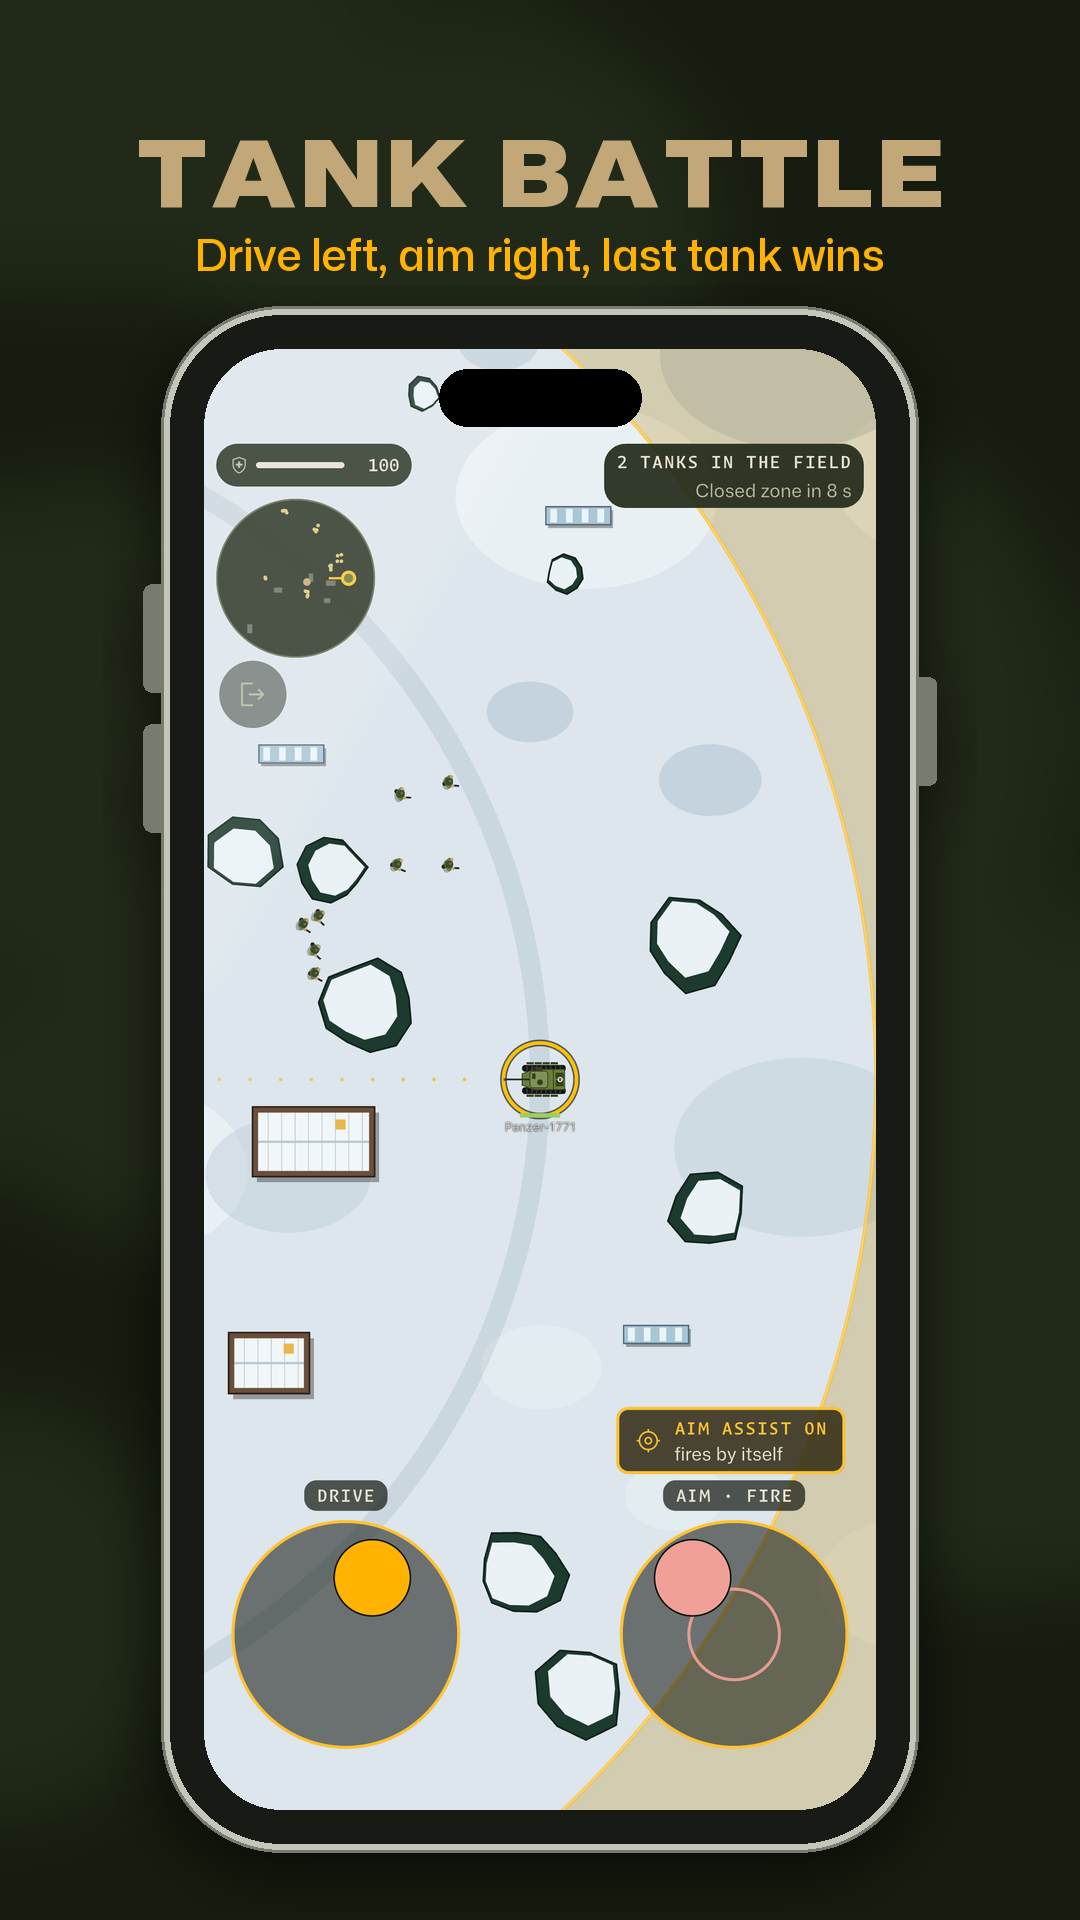 TANK BATTLE
Drive left, aim right, last tank wins
100
2 TANKS IN THE FIELD
Closed zone in 8 s
Panzer-1771
AIM ASSIST ON
fires by itself
DRIVE
AIM · FIRE